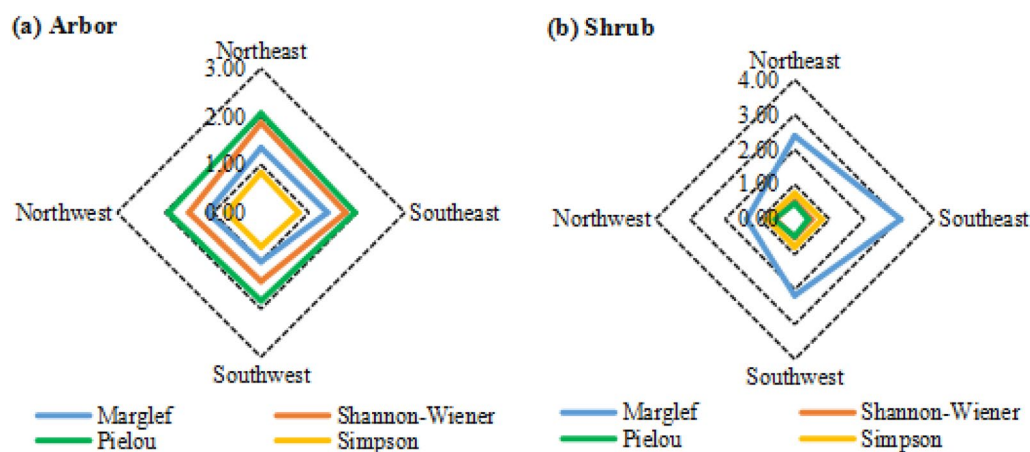 (a) Arbor
Northeast
3.00
2.00
1.00
0.00
Northwest
Southeast
Southwest
Marglef
Shannon-Wiener
Pielou
Simpson
(b) Shrub
Northeast
4.00
3.00
2.00
1.00
0.00
Northwest
Southeast
Southwest
Marglef
Shannon-Wiener
Pielou
Simpson